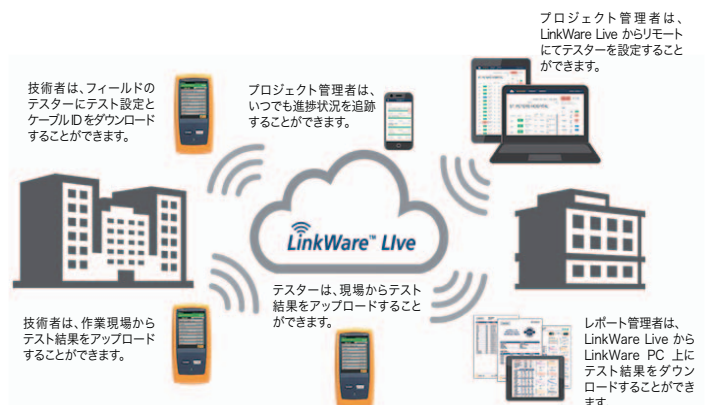 プロジェクト管理者は、
LinkWare Live からリモート
にてテスターを設定すること
ができます。
技術者は、フィールドの
テスターにテスト設定と
ケーブル ID をダウンロード
することができます。
プロジェクト管理者は、
いつでも進捗状況を追跡
することができます。
LinkWare™ LIve
技術者は、作業現場から
テスト結果をアップロード
することができます。
テスターは、現場からテスト
結果をアップロードすること
ができます。
レポート管理者は、
LinkWare Live から
LinkWare PC 上に
テスト結果をダウン
ロードすることができ
ます